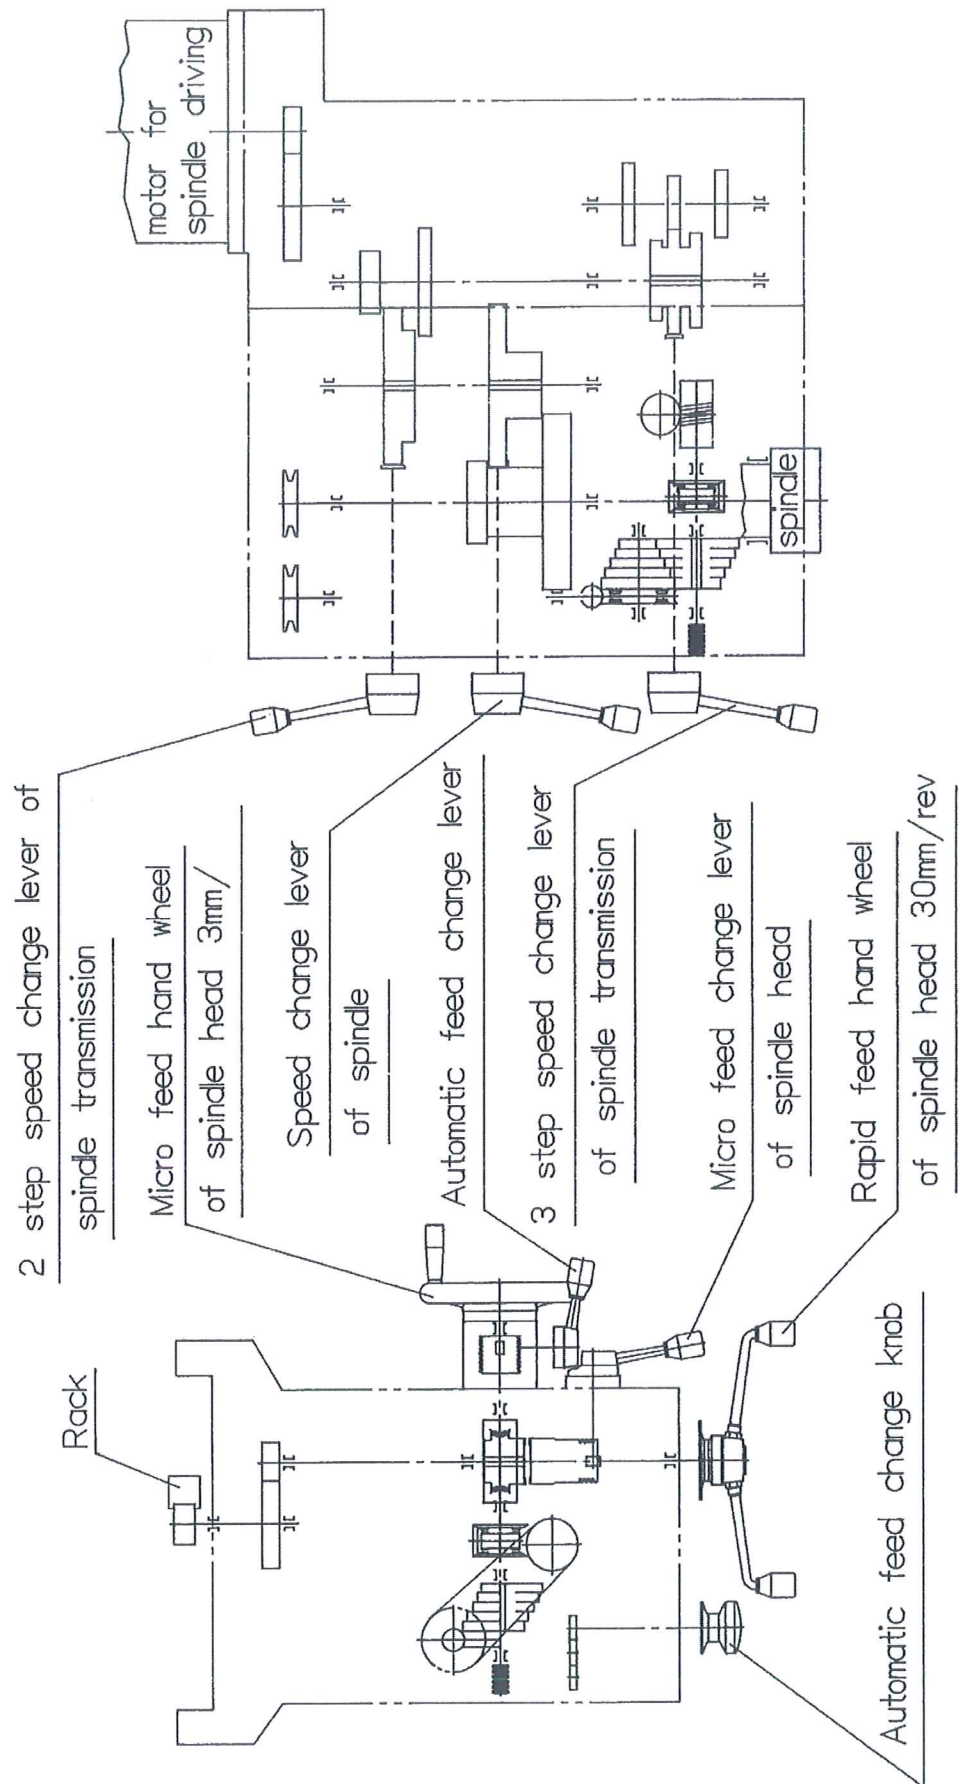 motor for
spindle driving
spindle
2 step speed change lever of
spindle transmission
Micro feed hand wheel
of spindle head 3mm/
Speed change lever
of spindle
Automatic feed change lever
3 step speed change lever
of spindle transmission
Micro feed change lever
of spindle head
Rapid feed hand wheel
of spindle head 30mm/rev
Rack
Automatic feed change knob